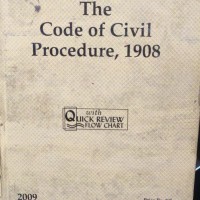 The
Code of Civil
Procedure, 1908
with
QUICK REVIEW
FLOW CHART
2009